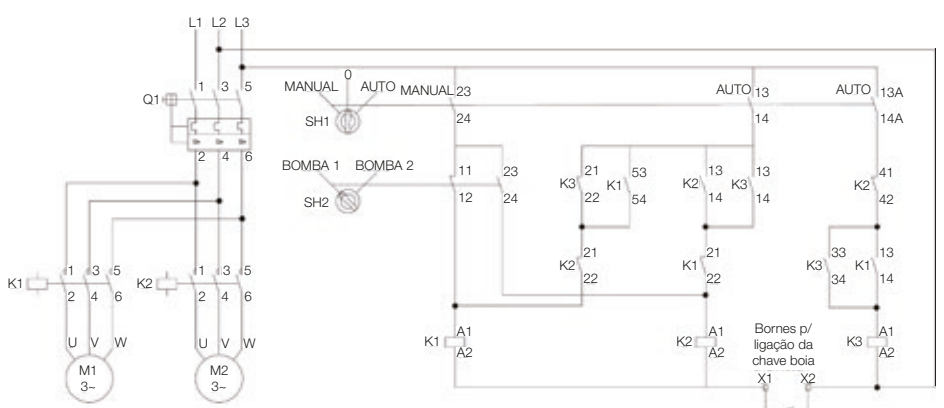 L1 L2 L3
Q1
1 3 5
2 4 6
MANUAL 0 AUTO
SH1
BOMBA 1 BOMBA 2
SH2
MANUAL 23
24
AUTO 13
14
AUTO 13A
14A
11
12
23
24
K3 21
22
K1 53
54
K2 13
14
K3 13
14
K2 41
42
K2 21
22
K1 21
22
K3 33
34
K1 13
14
K1 1 3 5
2 4 6
K2 1 3 5
2 4 6
U V W
M1
3~
U V W
M2
3~
K1 A1
A2
K2 A1
A2
Bornes p/
ligação da
chave boia
X1 X2
K3 A1
A2